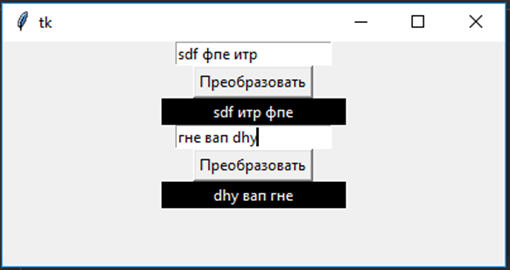 tk
sdf фпе итр
Преобразовать
sdf итр фпе
гне вап dhy
Преобразовать
dhy вап гне